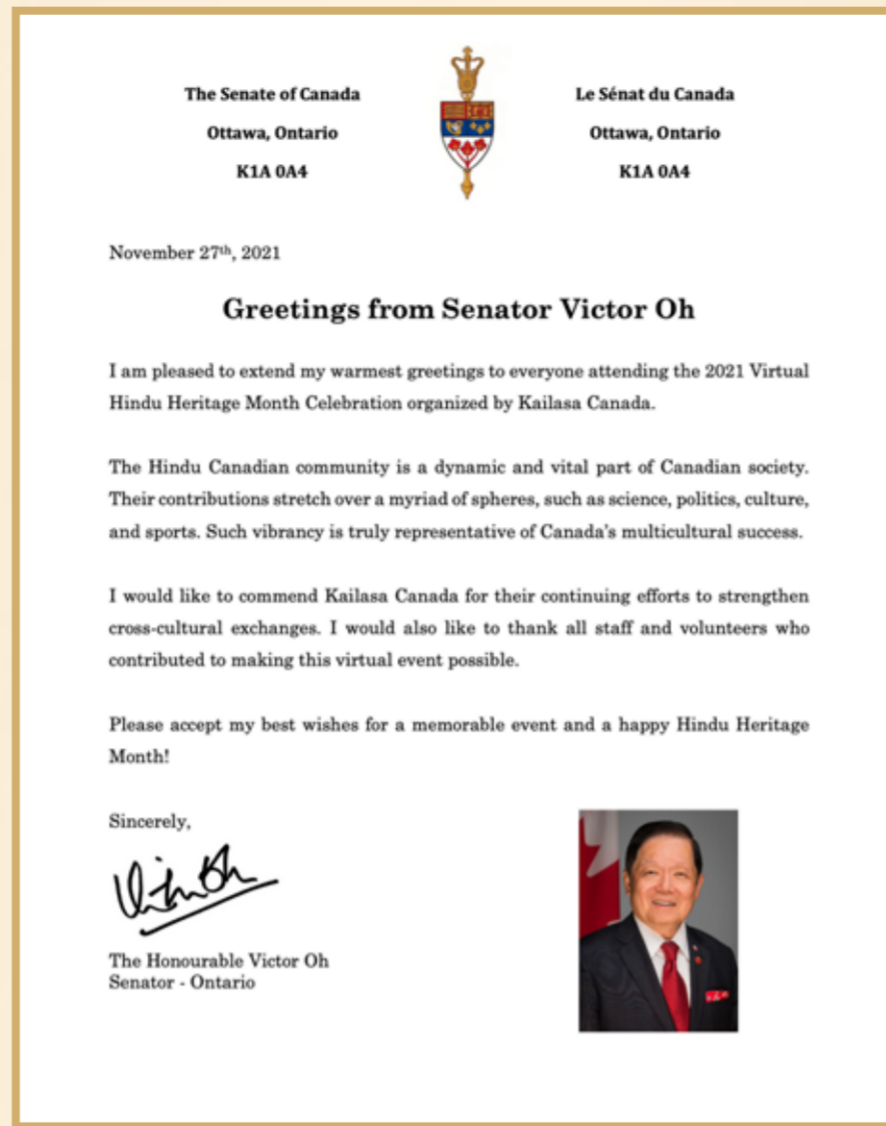 The Senate of Canada
Ottawa, Ontario
K1A 0A4
Le Sénat du Canada
Ottawa, Ontario
K1A 0A4
November 27th, 2021
Greetings from Senator Victor Oh
I am pleased to extend my warmest greetings to everyone attending the 2021 Virtual
Hindu Heritage Month Celebration organized by Kailasa Canada.
The Hindu Canadian community is a dynamic and vital part of Canadian society.
Their contributions stretch over a myriad of spheres, such as science, politics, culture,
and sports. Such vibrancy is truly representative of Canada's multicultural success.
I would like to commend Kailasa Canada for their continuing efforts to strengthen
cross-cultural exchanges. I would also like to thank all staff and volunteers who
contributed to making this virtual event possible.
Please accept my best wishes for a memorable event and a happy Hindu Heritage
Month!
Sincerely,
Victor Oh
The Honourable Victor Oh
Senator - Ontario